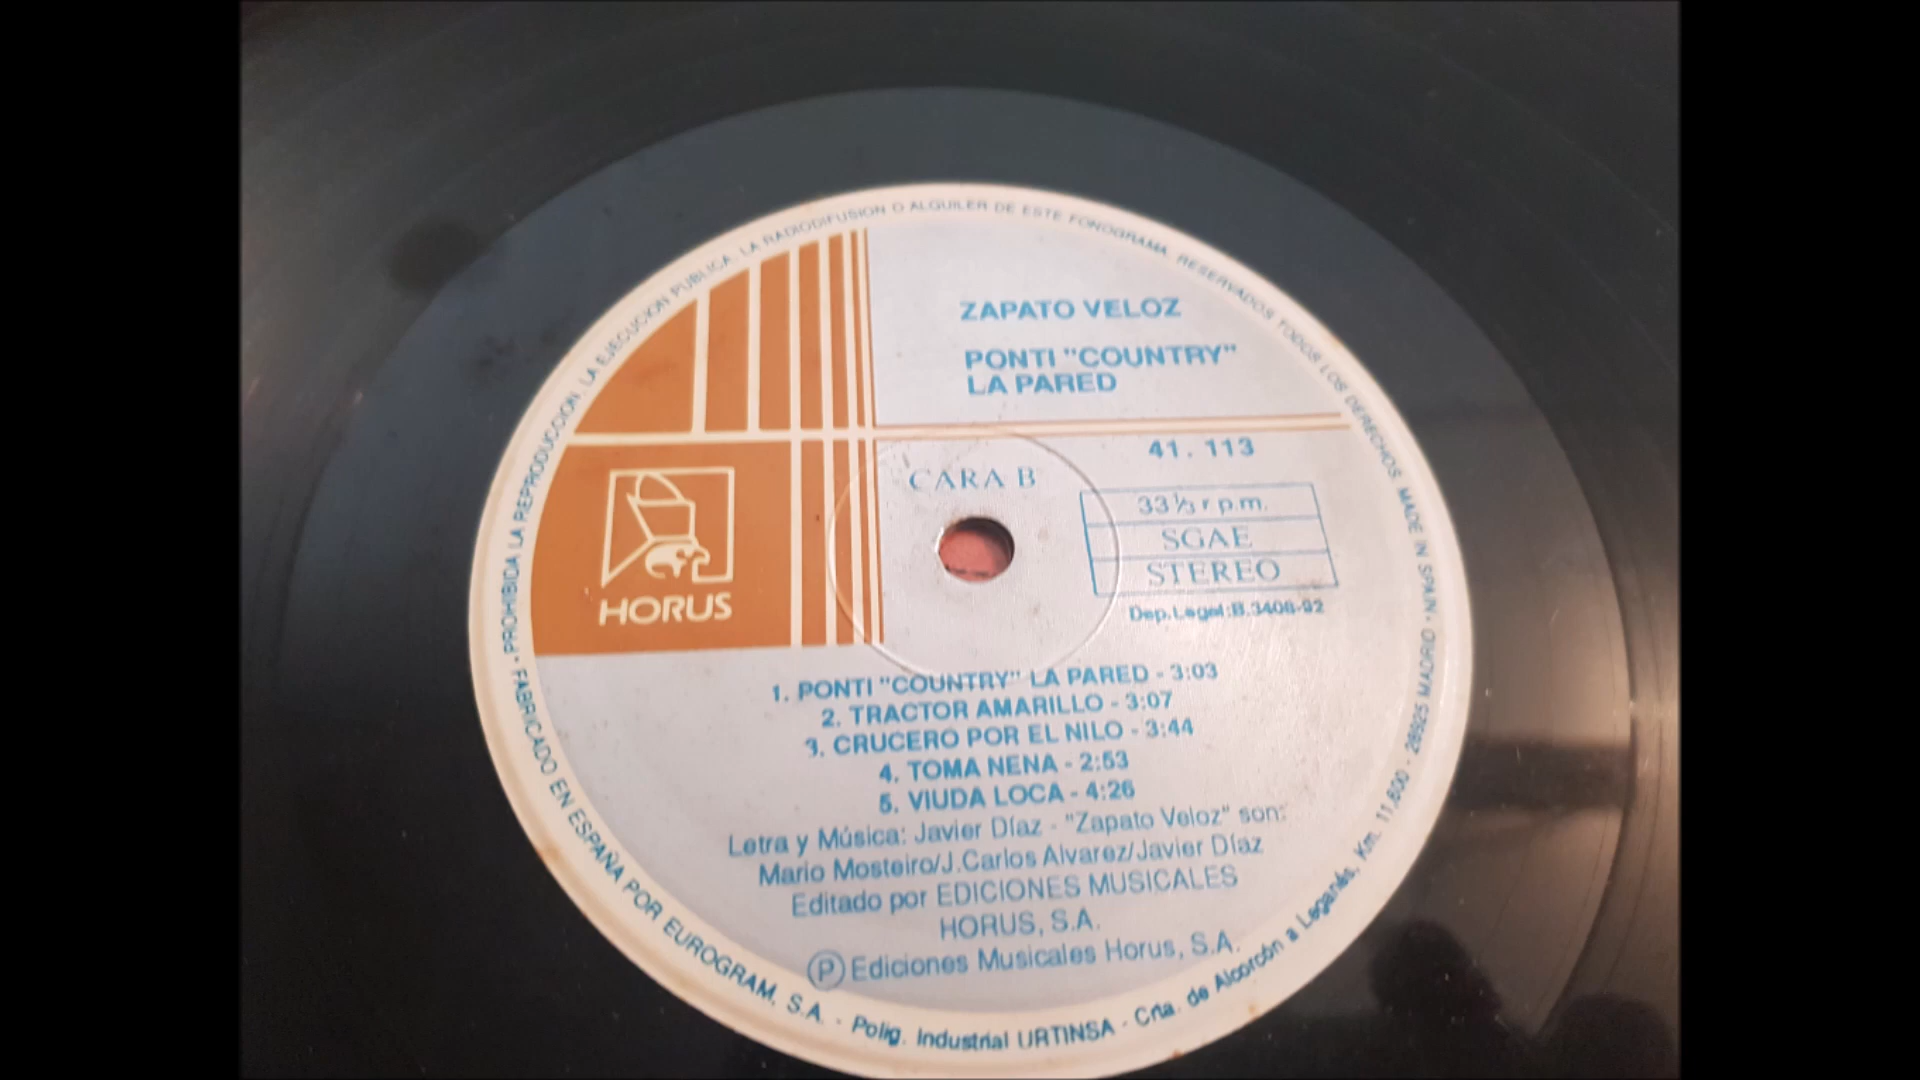 ZAPATO VELOZ
PONTI "COUNTRY"
LA PARED
41. 113
CARA B
33⅓ r.p.m.
SGAE
STEREO
Dep.Legal:B.3408-92
HORUS
1. PONTI "COUNTRY" LA PARED - 3:03
2. TRACTOR AMARILLO - 3:07
3. CRUCERO POR EL NILO - 3:44
4. TOMA NENA - 2:53
5. VIUDA LOCA - 4:26
Letra y Música: Javier Díaz - "Zapato Veloz" son:
Mario Mosteiro/J.Carlos Alvarez/Javier Díaz
Editado por EDICIONES MUSICALES
HORUS, S.A.
Ⓟ Ediciones Musicales Horus, S.A.
PROHIBIDA LA REPRODUCCION, LA EJECUCION PUBLICA, LA RADIODIFUSION O ALQUILER DE ESTE FONOGRAMA. RESERVADOS TODOS LOS DERECHOS. MADE IN SPAIN •
FABRICADO EN ESPAÑA POR EUROGRAM, S.A. - Polig. Industrial URTINSA - Crta. de Alcorcón a Leganés, Km. 11,600 - 28925 MADRID •